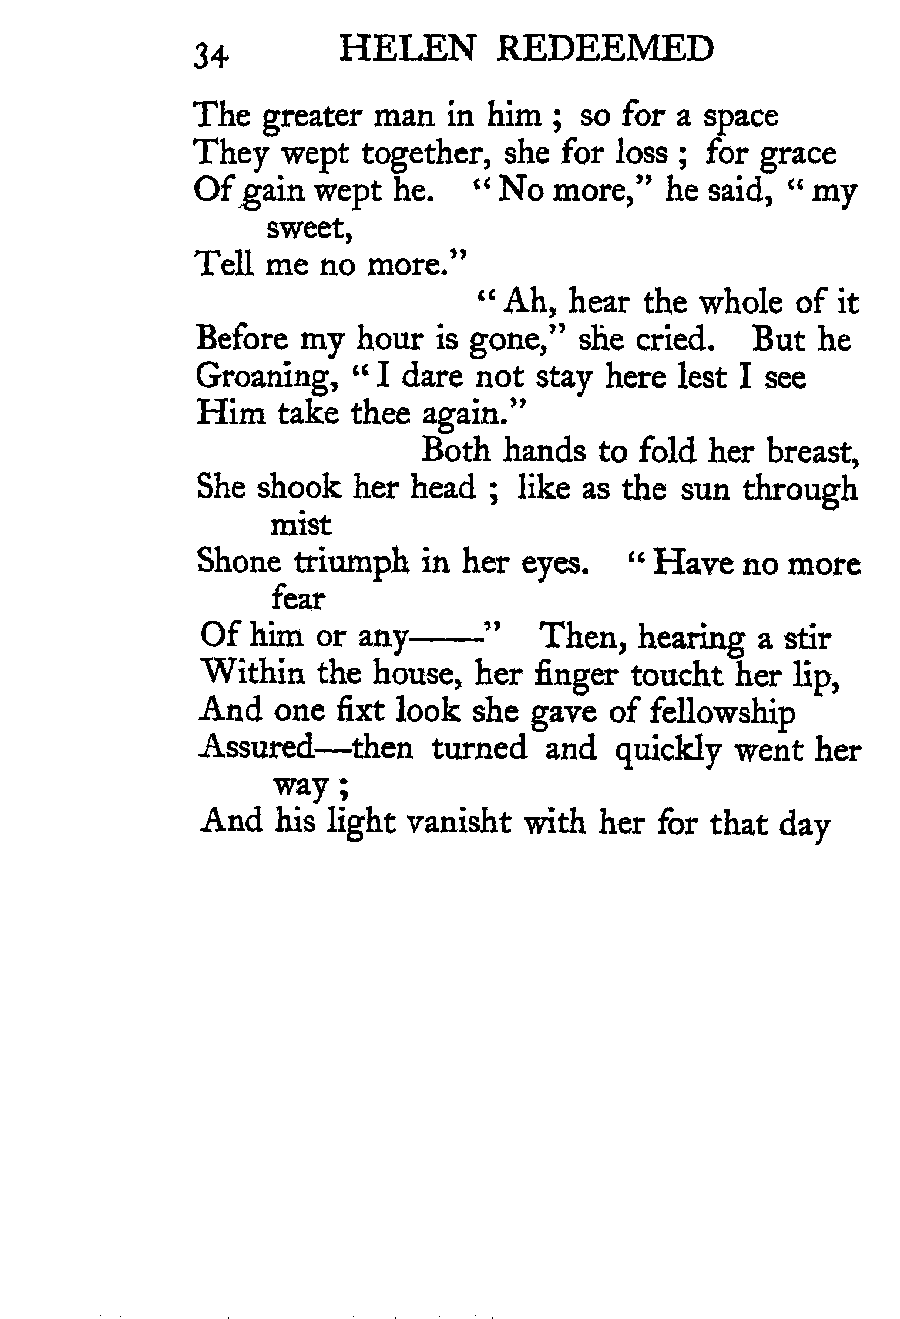 34 HELEN REDEEMED
The greater man in him ; so for a space
They wept together, she for loss ; for grace
Of gain wept he. “ No more,” he said, “ my
sweet,
Tell me no more.”
“ Ah, hear the whole of it
Before my hour is gone,” she cried. But he
Groaning, “ I dare not stay here lest I see
Him take thee again.”
Both hands to fold her breast,
She shook her head ; like as the sun through
mist
Shone triumph in her eyes. “ Have no more
fear
Of him or any——” Then, hearing a stir
Within the house, her finger toucht her lip,
And one fixt look she gave of fellowship
Assured—then turned and quickly went her
way ;
And his light vanisht with her for that day